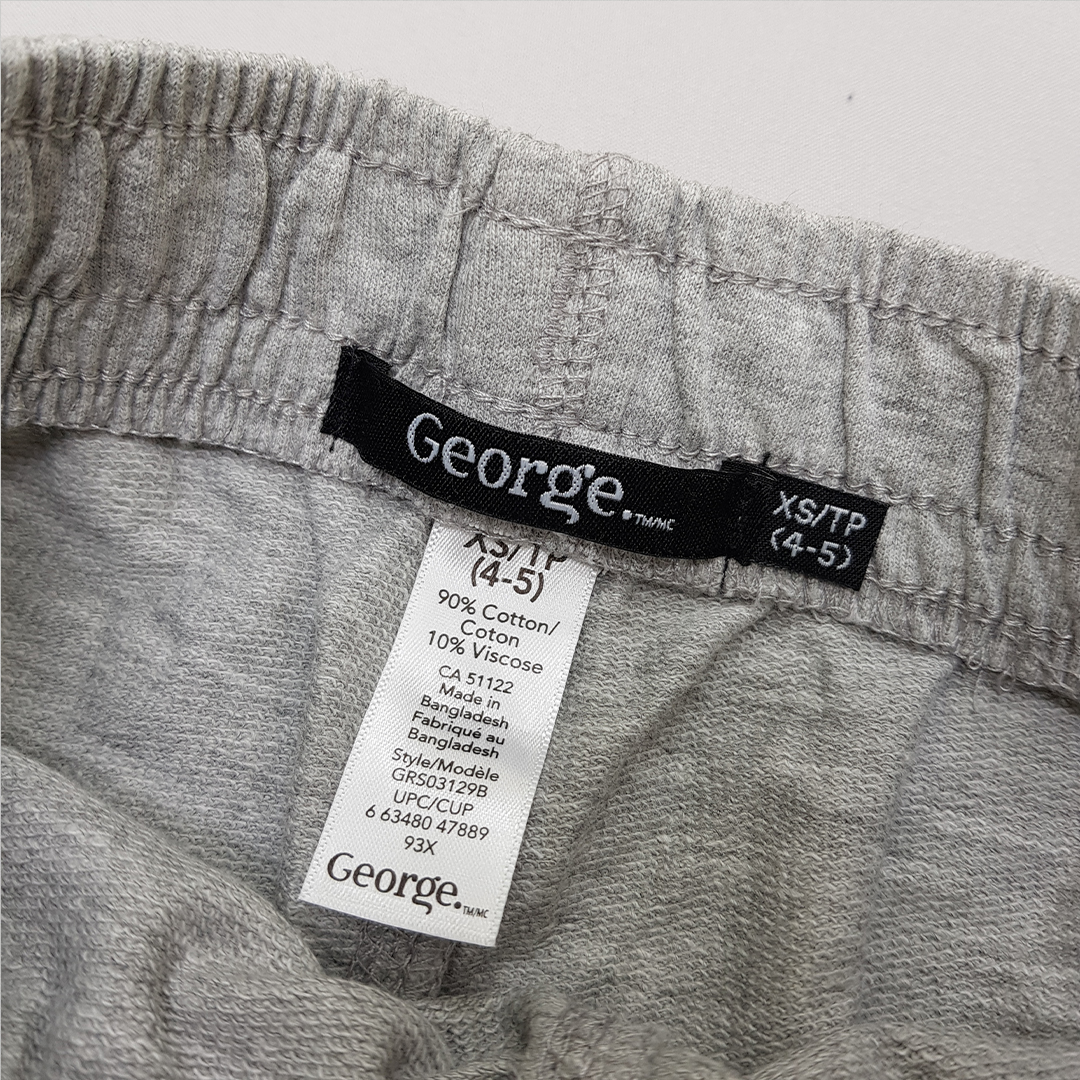 George.TM/MC
XS/TP
(4-5)
XS/TP
(4-5)
90% Cotton/
Coton
10% Viscose
CA 51122
Made in
Bangladesh
Fabriqué au
Bangladesh
Style/Modèle
GRS03129B
UPC/CUP
6 63480 47889
93X
George.TM/MC